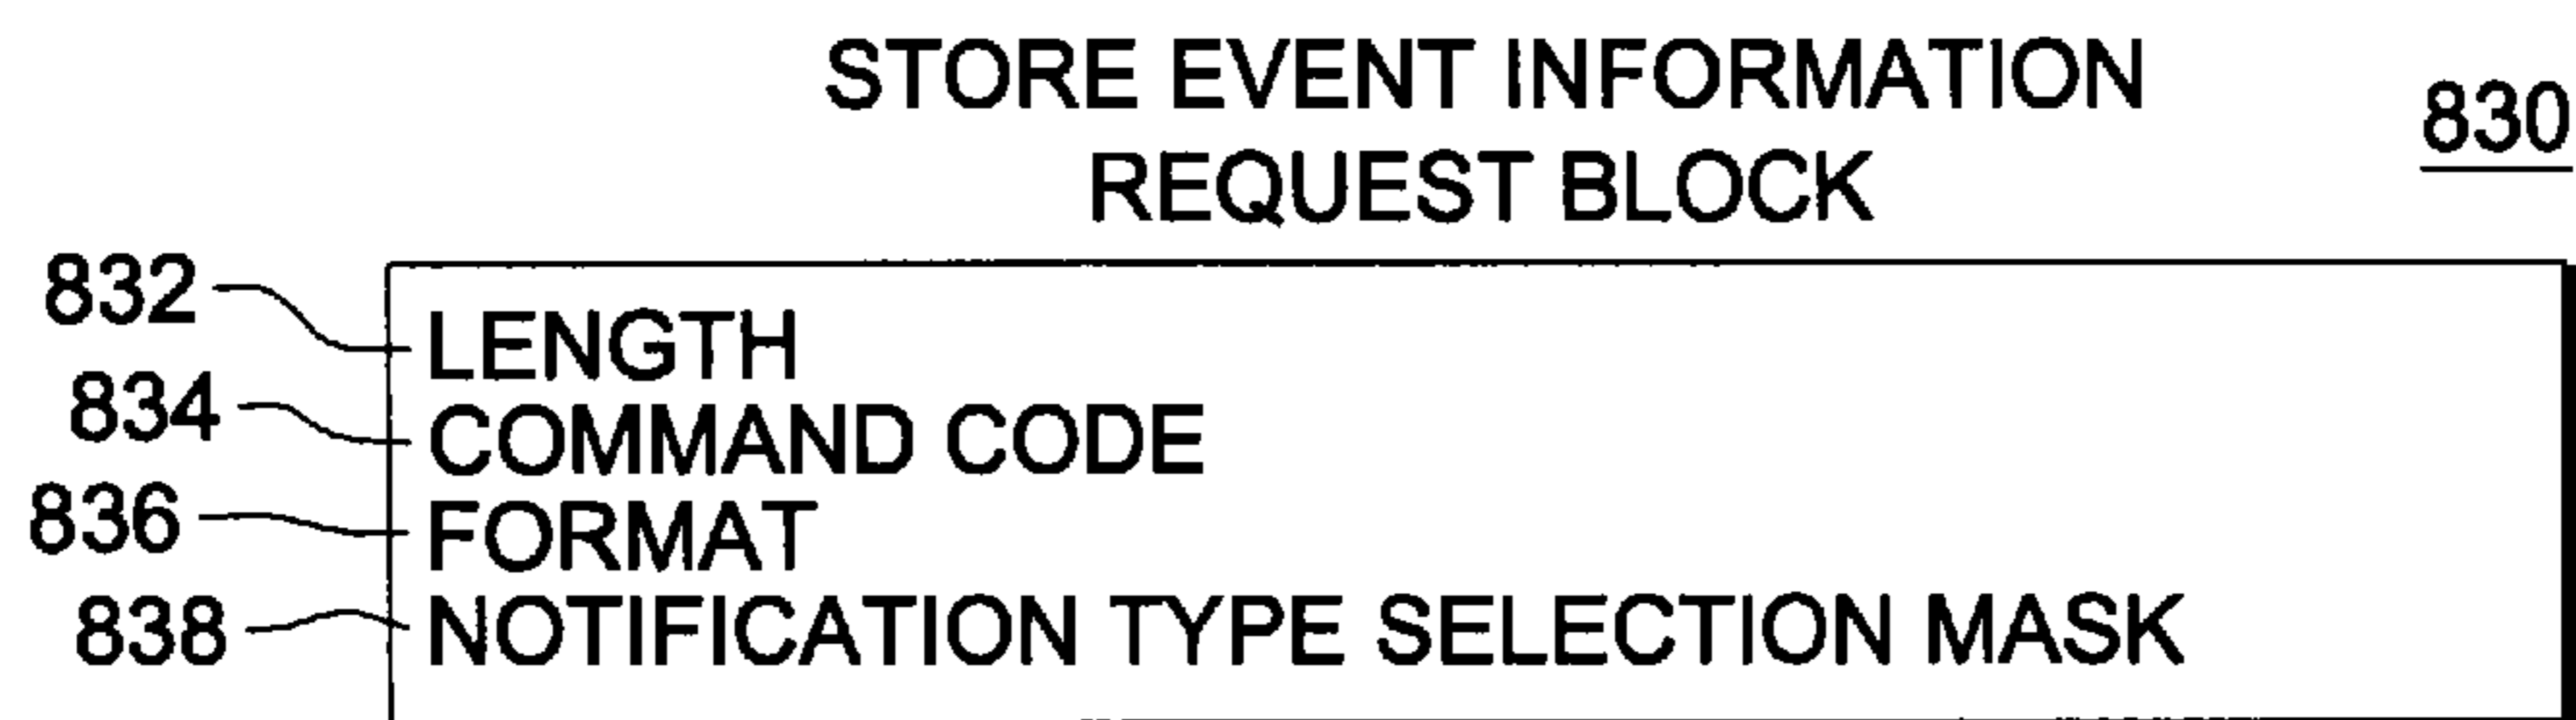 STORE EVENT INFORMATION
REQUEST BLOCK
830
832 LENGTH
834 COMMAND CODE
836 FORMAT
838 NOTIFICATION TYPE SELECTION MASK